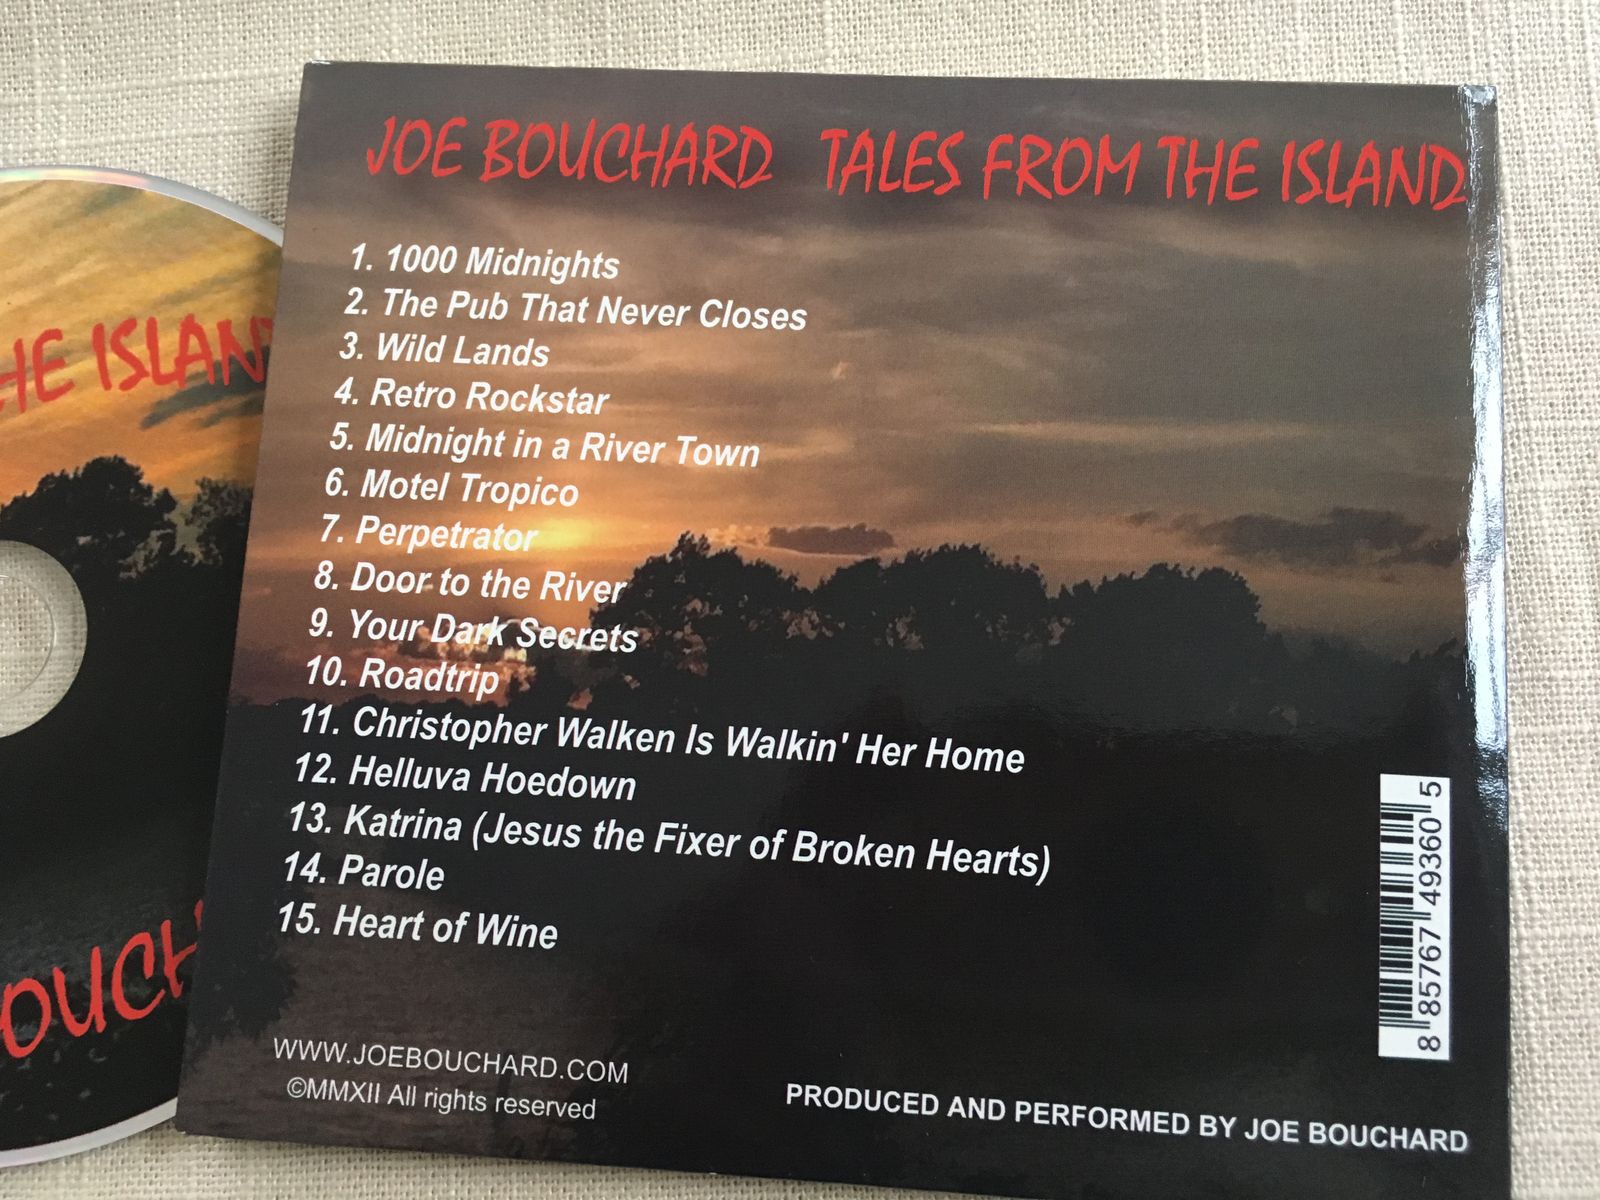 JOE BOUCHARD TALES FROM THE ISLAND
1. 1000 Midnights
2. The Pub That Never Closes
3. Wild Lands
4. Retro Rockstar
5. Midnight in a River Town
6. Motel Tropico
7. Perpetrator
8. Door to the River
9. Your Dark Secrets
10. Roadtrip
11. Christopher Walken Is Walkin' Her Home
12. Helluva Hoedown
13. Katrina (Jesus the Fixer of Broken Hearts)
14. Parole
15. Heart of Wine
WWW.JOEBOUCHARD.COM
©MMXII All rights reserved
PRODUCED AND PERFORMED BY JOE BOUCHARD
8 85767 49360 5
HE ISLAN
OUCH